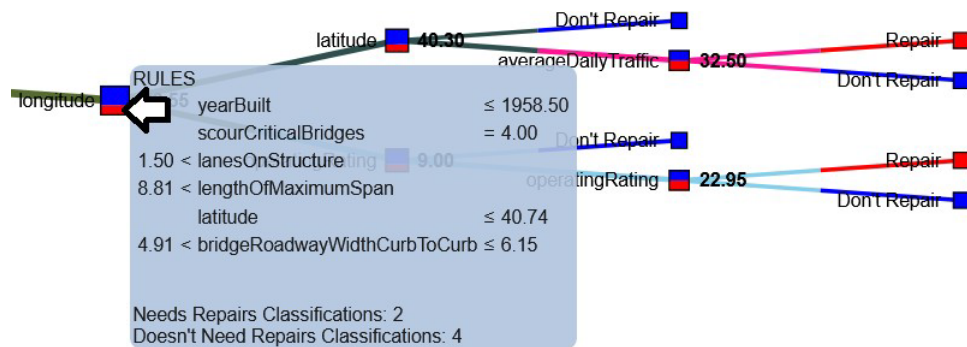 Don't Repair
latitude 40.30
Repair
averageDailyTraffic 32.50
Don't Repair
longitude
RULES
yearBuilt ≤ 1958.50
scourCriticalBridges = 4.00
1.50 < lanesOnStructure
8.81 < lengthOfMaximumSpan
latitude ≤ 40.74
4.91 < bridgeRoadwayWidthCurbToCurb ≤ 6.15
Needs Repairs Classifications: 2
Doesn't Need Repairs Classifications: 4
Don't Repair
9.00
Repair
operatingRating 22.95
Don't Repair